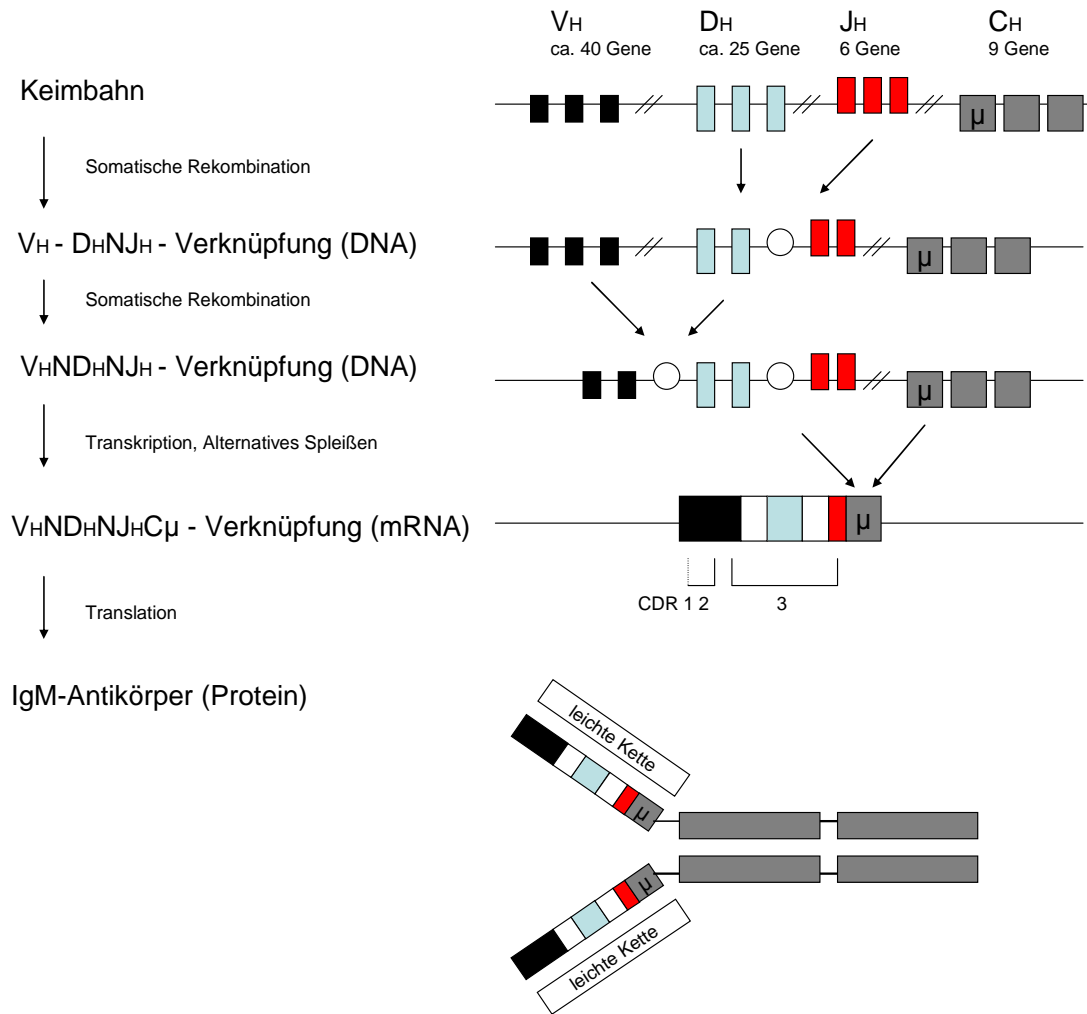 VH
DH
JH
CH
ca. 40 Gene
ca. 25 Gene
6 Gene
9 Gene
Keimbahn
µ
Somatische Rekombination
VH - DHNJH - Verknüpfung (DNA)
µ
Somatische Rekombination
VHNDHNJH - Verknüpfung (DNA)
µ
Transkription, Alternatives Spleißen
VHNDHNJHCµ - Verknüpfung (mRNA)
µ
CDR 1 2
3
Translation
IgM-Antikörper (Protein)
leichte Kette
µ
µ
leichte Kette